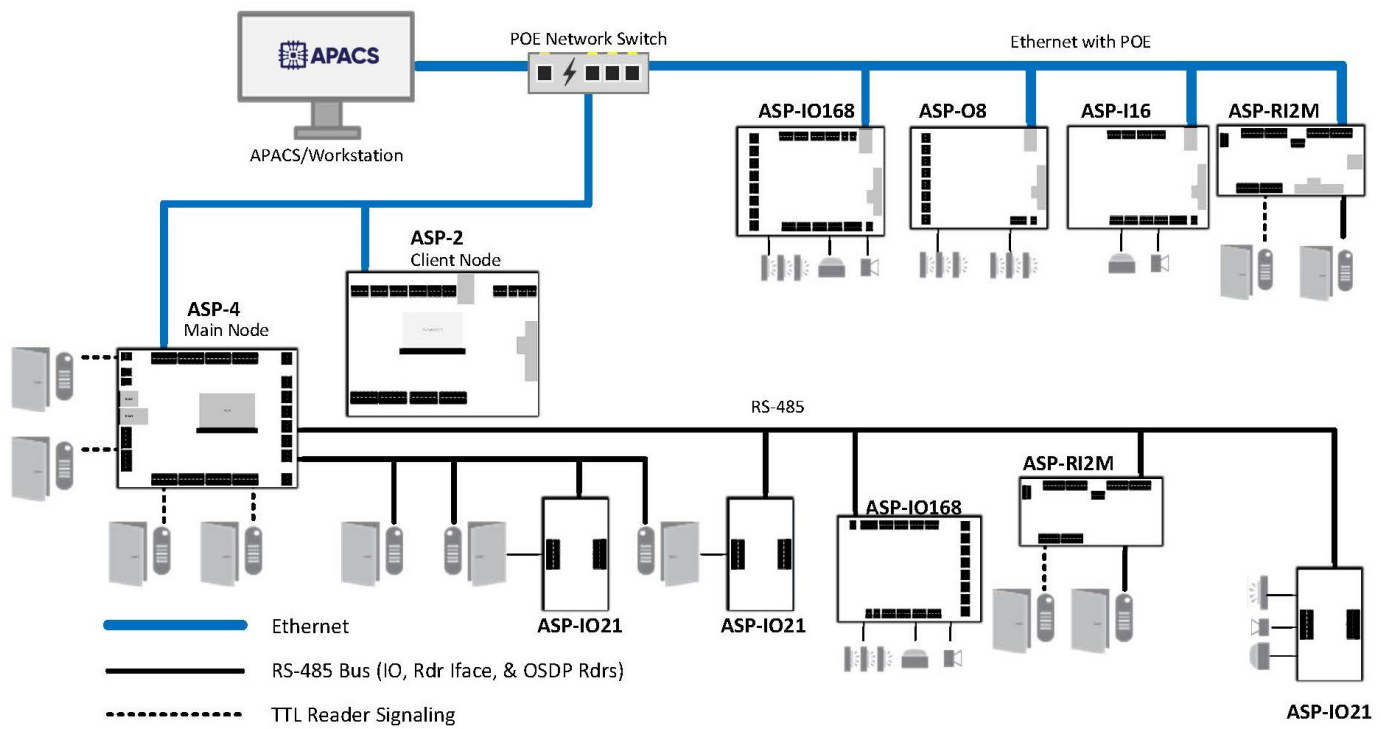 APACS
POE Network Switch
Ethernet with POE
APACS/Workstation
ASP-IO168
ASP-O8
ASP-I16
ASP-RI2M
ASP-2
Client Node
ASP-4
Main Node
RS-485
ASP-RI2M
ASP-IO168
ASP-IO21
ASP-IO21
Ethernet
RS-485 Bus (IO, Rdr Iface, & OSDP Rdrs)
TTL Reader Signaling
ASP-IO21